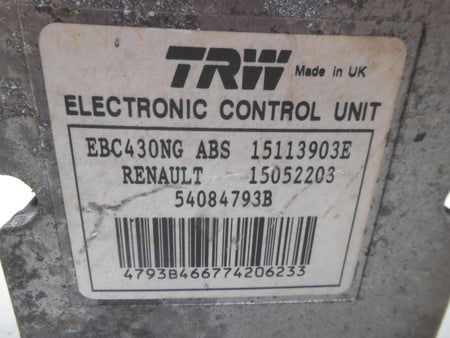 TRW Made in UK
ELECTRONIC CONTROL UNIT
EBC430NG ABS 15113903E
RENAULT 15052203
54084793B
4793B466774206233